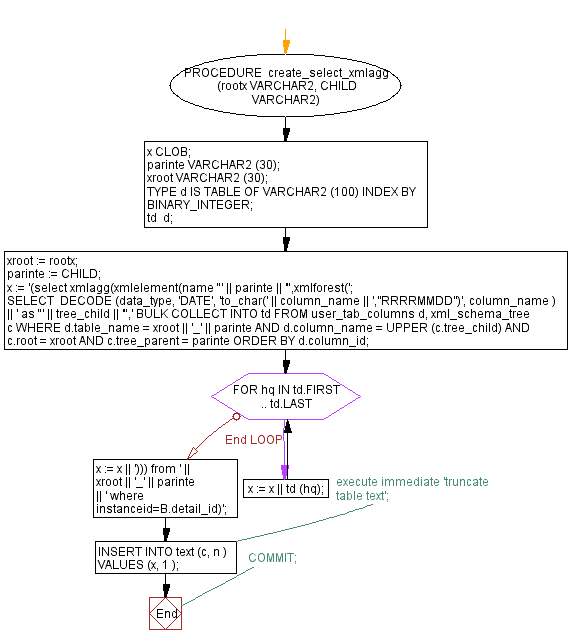 PROCEDURE create_select_xmlagg
(rootx VARCHAR2, CHILD
VARCHAR2)
x CLOB;
parinte VARCHAR2 (30);
xroot VARCHAR2 (30);
TYPE d IS TABLE OF VARCHAR2 (100) INDEX BY
BINARY_INTEGER;
td d;
xroot := rootx;
parinte := CHILD;
x := '(select xmlagg(xmlelement(name "' || parinte || '",xmlforest(';
SELECT DECODE (data_type, 'DATE', 'to_char(' || column_name || ',"RRRRMMDD")', column_name )
|| ' as "' || tree_child || '",' BULK COLLECT INTO td FROM user_tab_columns d, xml_schema_tree
c WHERE d.table_name = xroot || '_' || parinte AND d.column_name = UPPER (c.tree_child) AND
c.root = xroot AND c.tree_parent = parinte ORDER BY d.column_id;
FOR hq IN td.FIRST
.. td.LAST
End LOOP
x := x || '))) from ' ||
xroot || '_' || parinte
|| ' where
instanceid=B.detail_id)';
x := x || td (hq);
execute immediate 'truncate
table text';
INSERT INTO text (c, n )
VALUES (x, 1 );
COMMIT;
End